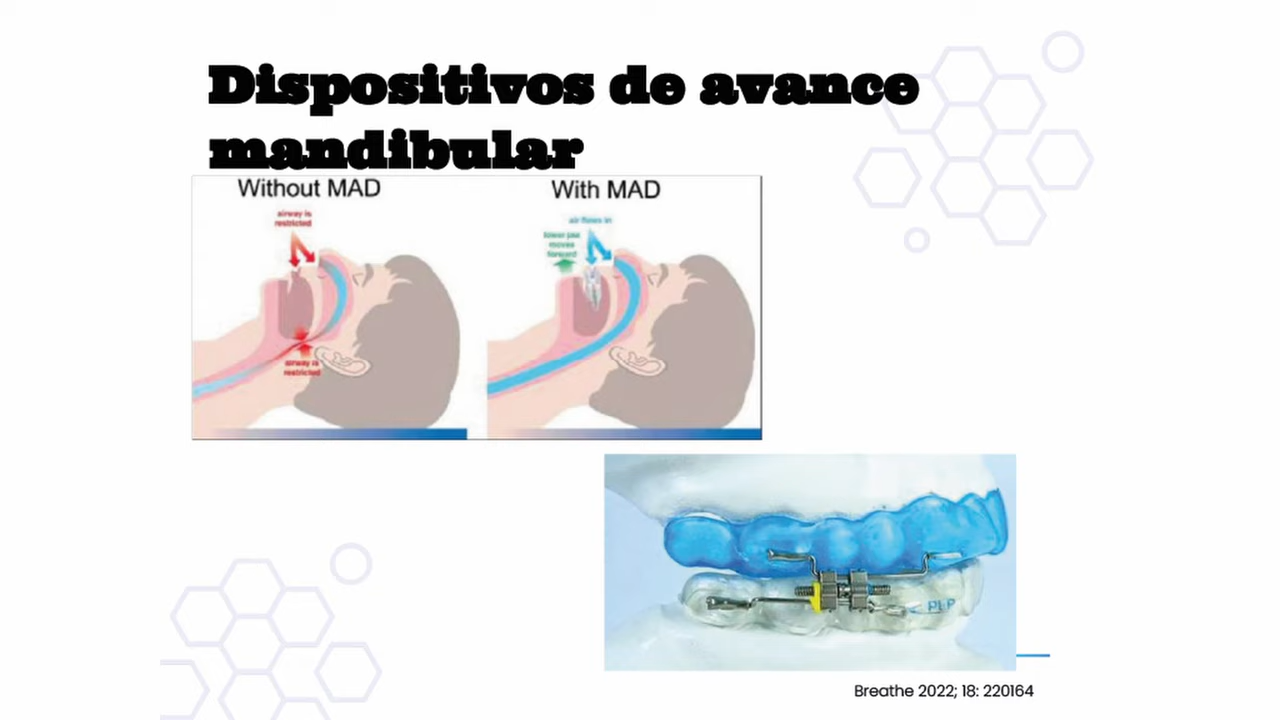 Dispositivos de avance
mandibular
Without MAD
With MAD
airway is
restricted
air flows in
lower jaw
moves
forward
airway is
restricted
Breathe 2022; 18: 220164